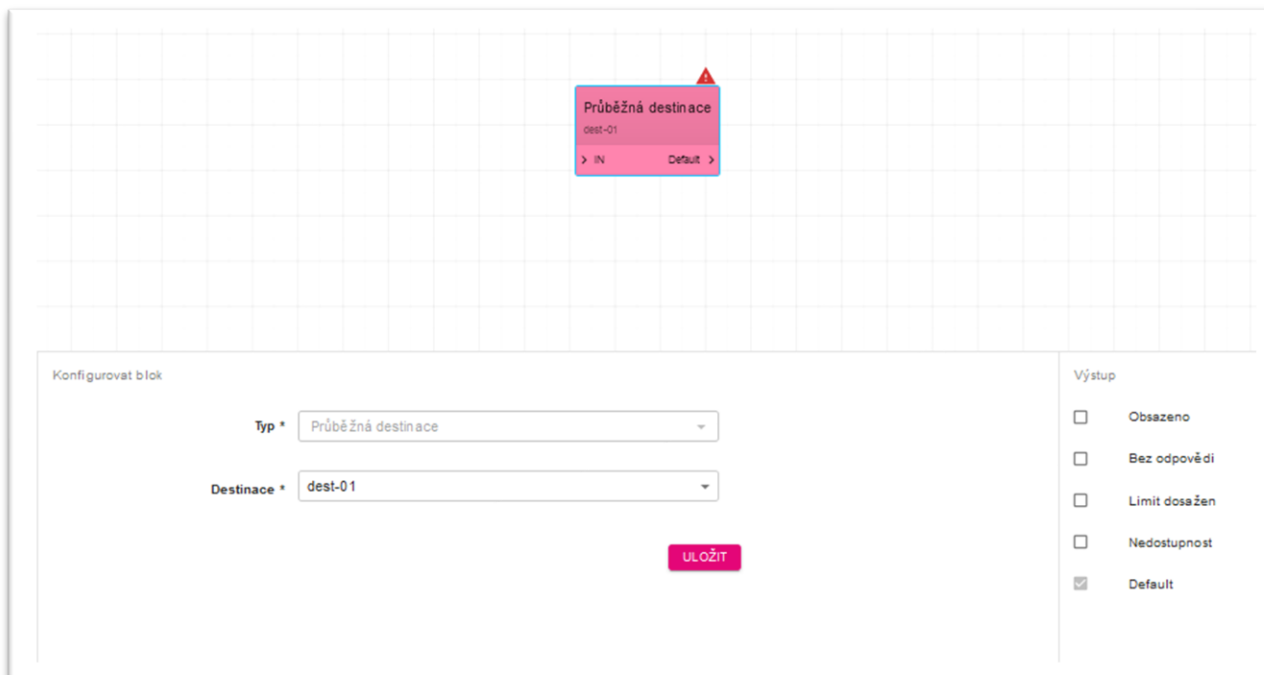 Průběžná destinace
dest-01
IN Default
Konfigurovat blok
Typ * Průběžná destinace
Destinace * dest-01
ULOŽIT
Výstup
Obsazeno
Bez odpovědi
Limit dosažen
Nedostupnost
Default